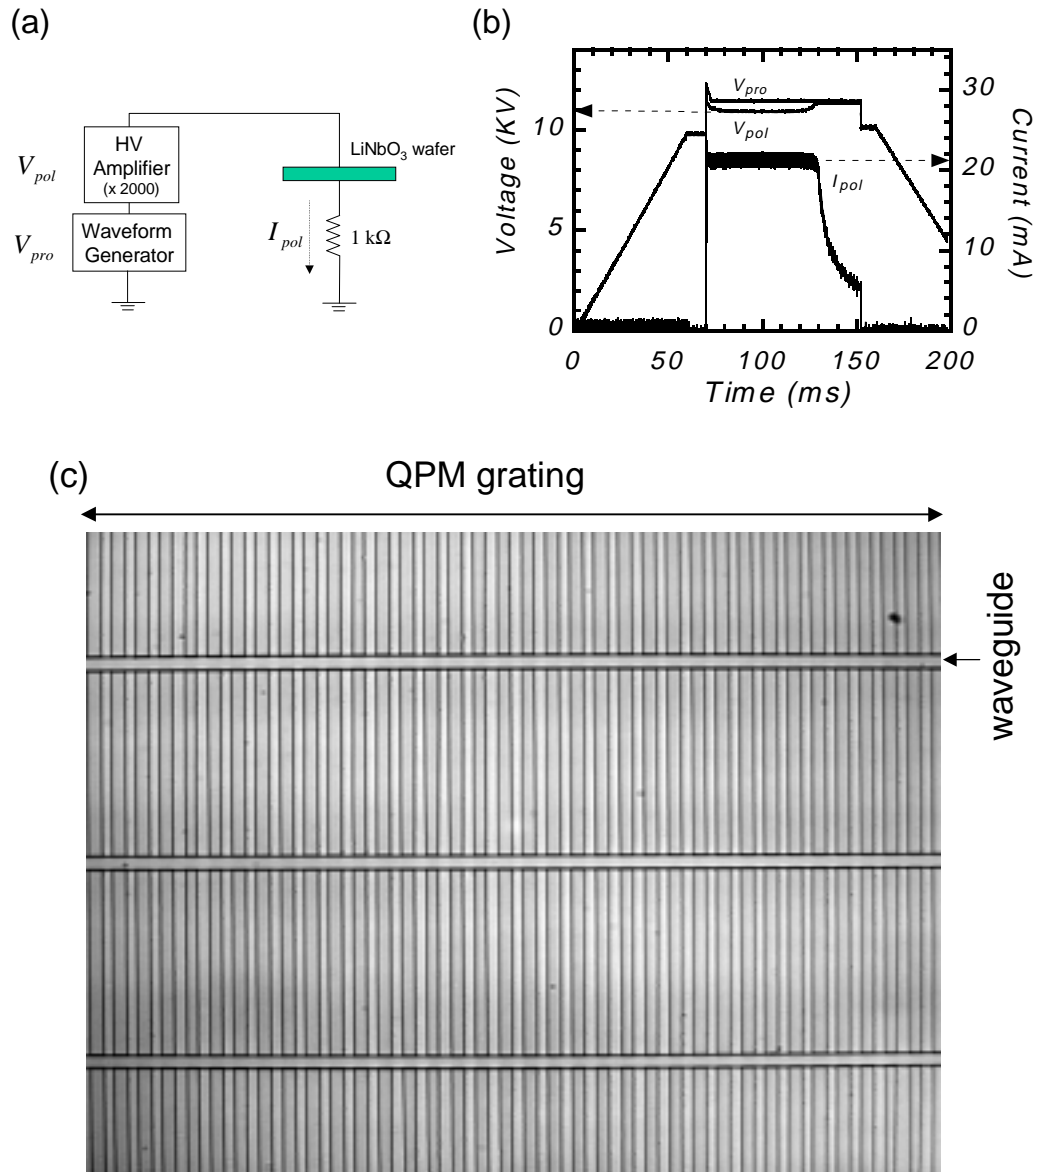 (a)
HV
Amplifier
(x 2000)
V_pol
Waveform
Generator
V_pro
LiNbO₃ wafer
I_pol
1 kΩ
(b)
Voltage (KV)
10
5
0
V_pro
V_pol
I_pol
30
20
10
0
Current (mA)
0 50 100 150 200
Time (ms)
(c)
QPM grating
waveguide